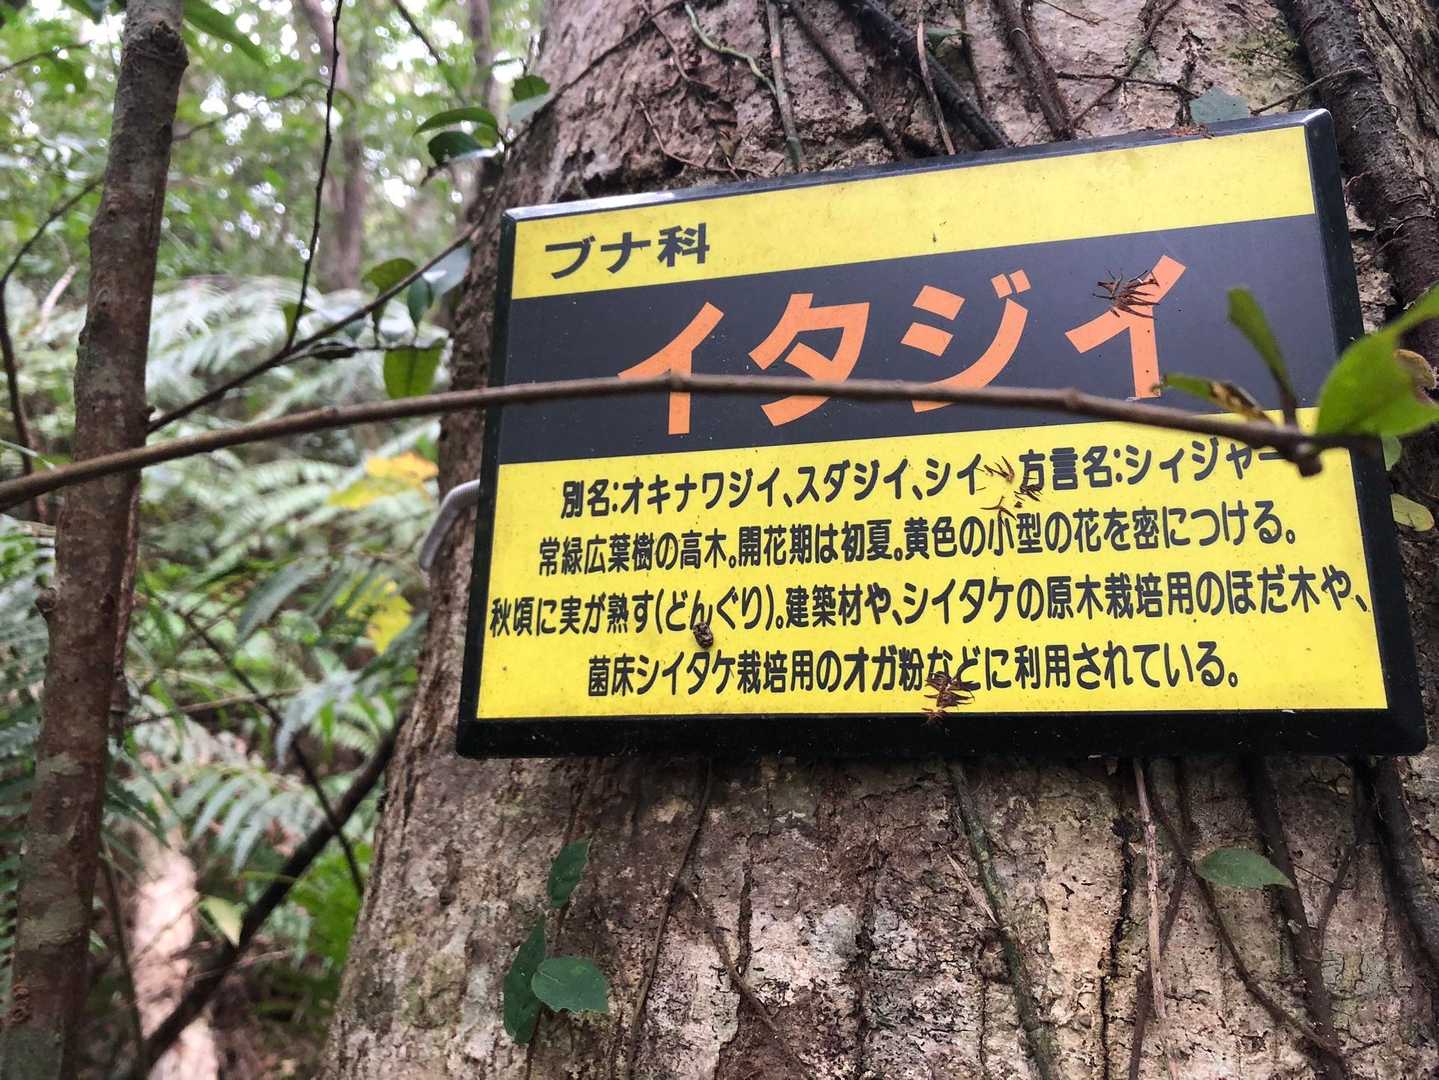 ブナ科
イタジイ
別名:オキナワジイ、スダジイ、シイ 方言名:シィジャー
常緑広葉樹の高木。開花期は初夏。黄色の小型の花を密につける。
秋頃に実が熟す(どんぐり)。建築材や、シイタケの原木栽培用のほだ木や、
菌床シイタケ栽培用のオガ粉などに利用されている。